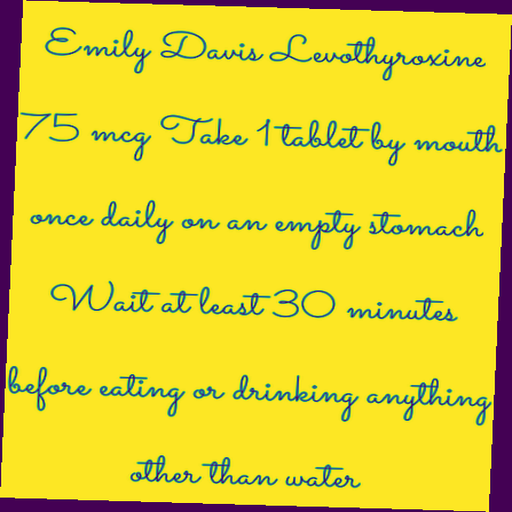 Emily Davis Levothyroxine
75 mcg Take 1 tablet by mouth
once daily on an empty stomach
Wait at least 30 minutes
before eating or drinking anything
other than water